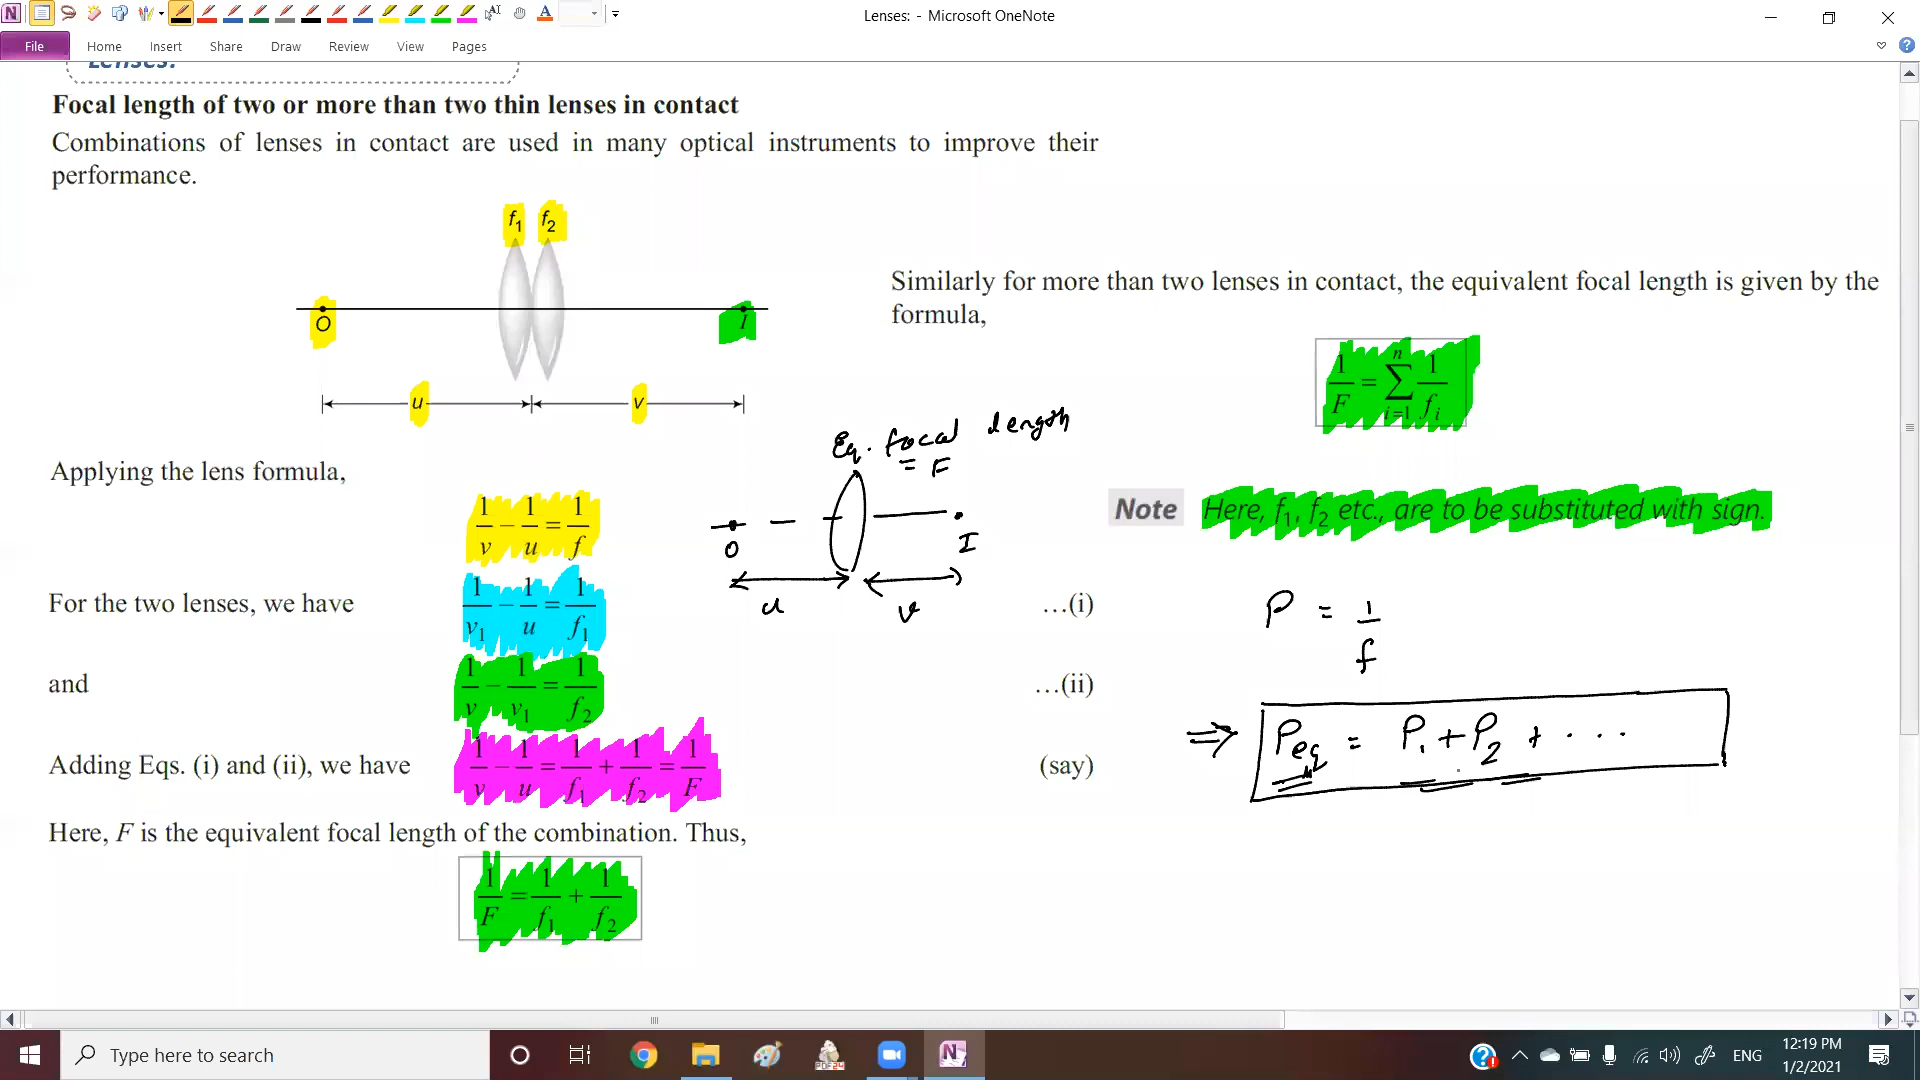 Lenses: - Microsoft OneNote
File Home Insert Share Draw Review View Pages
Lenses:
Focal length of two or more than two thin lenses in contact
Combinations of lenses in contact are used in many optical instruments to improve their
performance.
f1 f2
O
I
u
v
Applying the lens formula,
1/v − 1/u = 1/f
For the two lenses, we have
1/v1 − 1/u = 1/f1
…(i)
and
1/v − 1/v1 = 1/f2
…(ii)
Adding Eqs. (i) and (ii), we have
1/v − 1/u = 1/f1 + 1/f2 = 1/F
(say)
Here, F is the equivalent focal length of the combination. Thus,
1/F = 1/f1 + 1/f2
Eq. focal length
= F
O
I
u
v
Similarly for more than two lenses in contact, the equivalent focal length is given by the
formula,
1/F = n∑i=1 1/fi
Note Here, f1, f2 etc., are to be substituted with sign.
P = 1/f
⇒ Peq = P1 + P2 + ....
Type here to search
PDF24
ENG
12:19 PM
1/2/2021